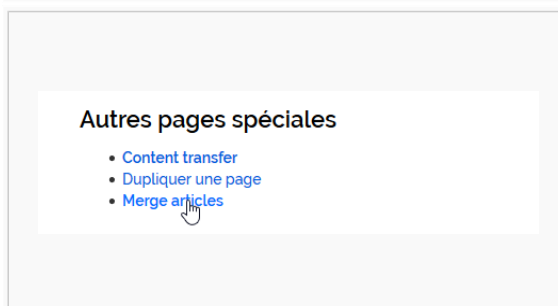 Autres pages spéciales
Content transfer
Dupliquer une page
Merge articles